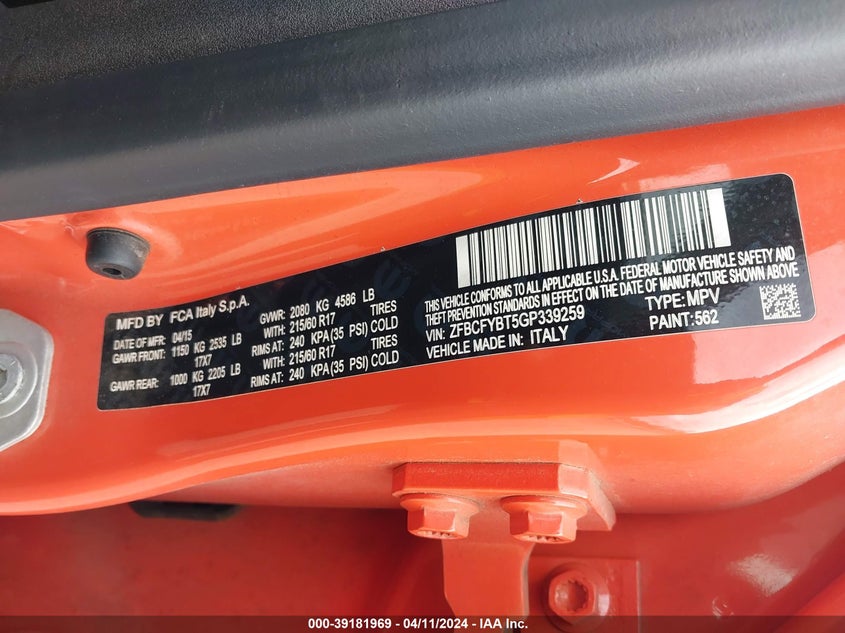 THIS VEHICLE CONFORMS TO ALL APPLICABLE U.S.A. FEDERAL MOTOR VEHICLE SAFETY AND
THEFT PREVENTION STANDARDS IN EFFECT ON THE DATE OF MANUFACTURE SHOWN ABOVE
VIN: ZFBCFYBT5GP339259 TYPE: MPV
VEHICLE MADE IN: ITALY PAINT: 562
MFD BY FCA Italy S.p.A.
DATE OF MFR: 04/15 GVWR: 2080 KG 4586 LB
GAWR FRONT: 1150 KG 2535 LB WITH: 215/60 R17 TIRES
17X7 RIMS AT: 240 KPA (35 PSI) COLD
GAWR REAR: 1000 KG 2205 LB WITH: 215/60 R17 TIRES
17X7 RIMS AT: 240 KPA (35 PSI) COLD
000-39181969 - 04/11/2024 - IAA Inc.